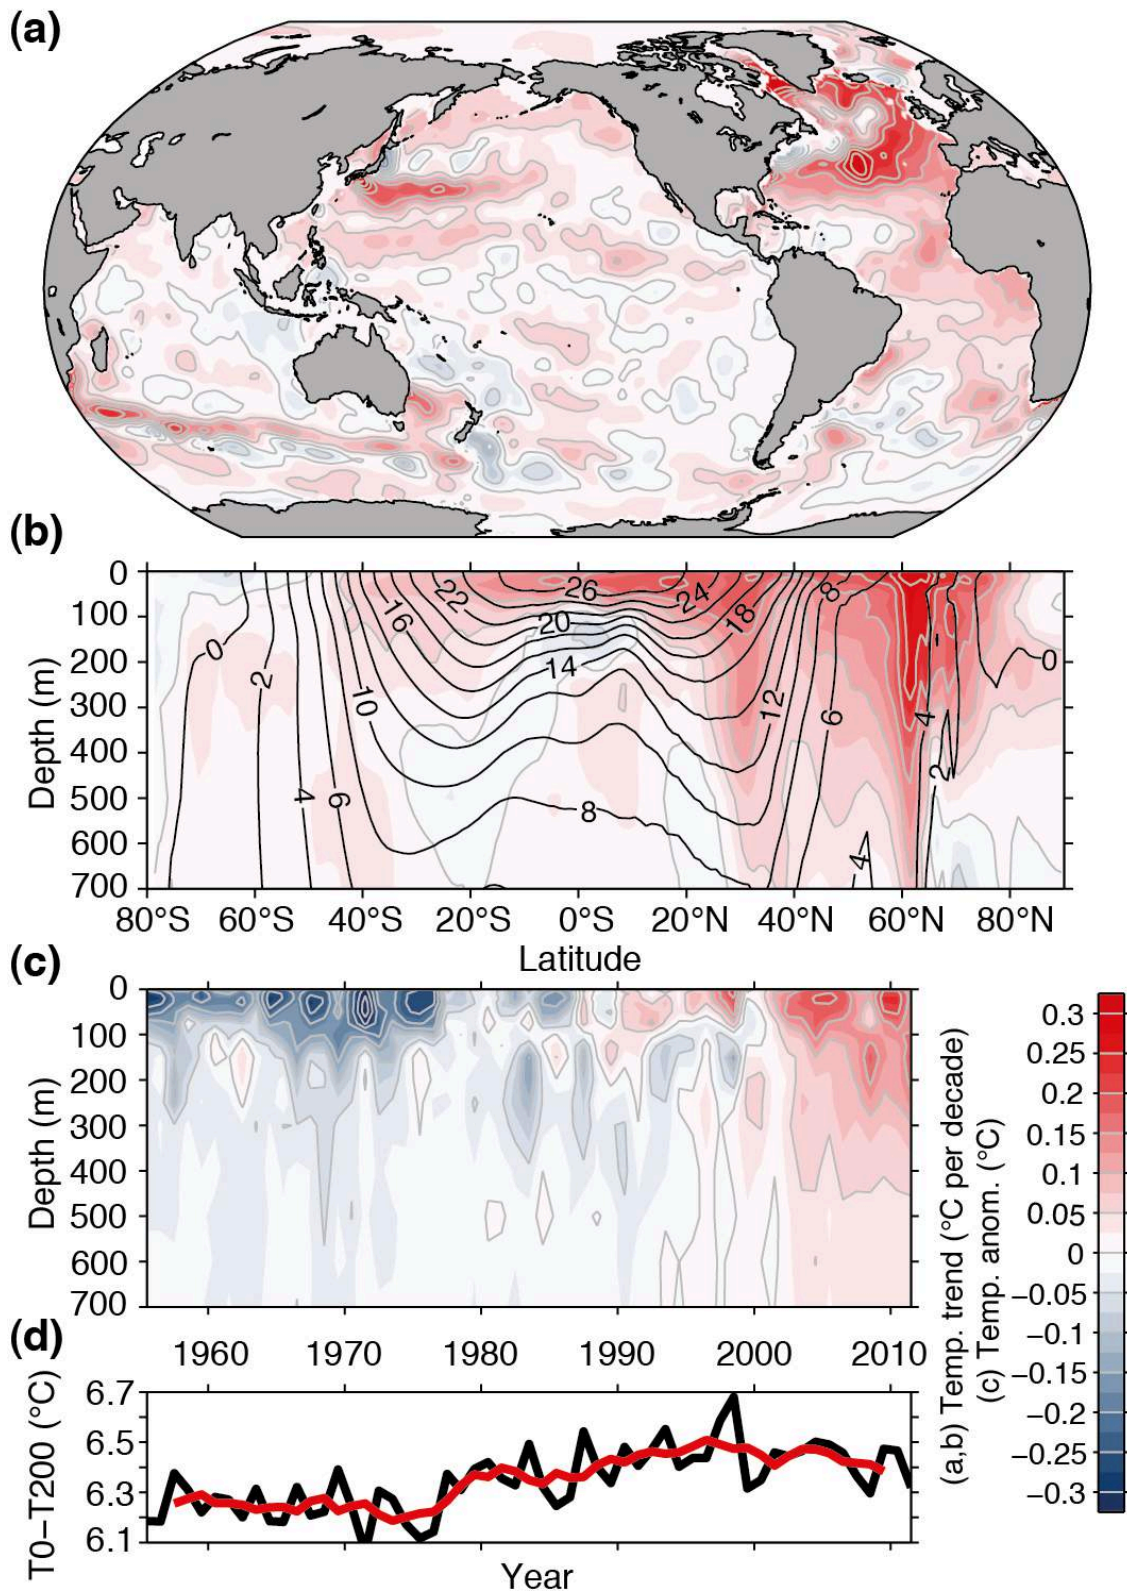 (a)
(b)
0
100
200
300
400
500
600
700
Depth (m)
0
2
4
6
10
16
22
20
14
26
24
18
8
12
6
4
2
0
8
4
80°S
60°S
40°S
20°S
0°S
20°N
40°N
60°N
80°N
Latitude
(c)
0
100
200
300
400
500
600
700
Depth (m)
1960
1970
1980
1990
2000
2010
(a,b) Temp. trend (°C per decade)
(c) Temp. anom. (°C)
0.3
0.25
0.2
0.15
0.1
0.05
0
−0.05
−0.1
−0.15
−0.2
−0.25
−0.3
(d)
6.7
6.5
6.3
6.1
T0−T200 (°C)
Year